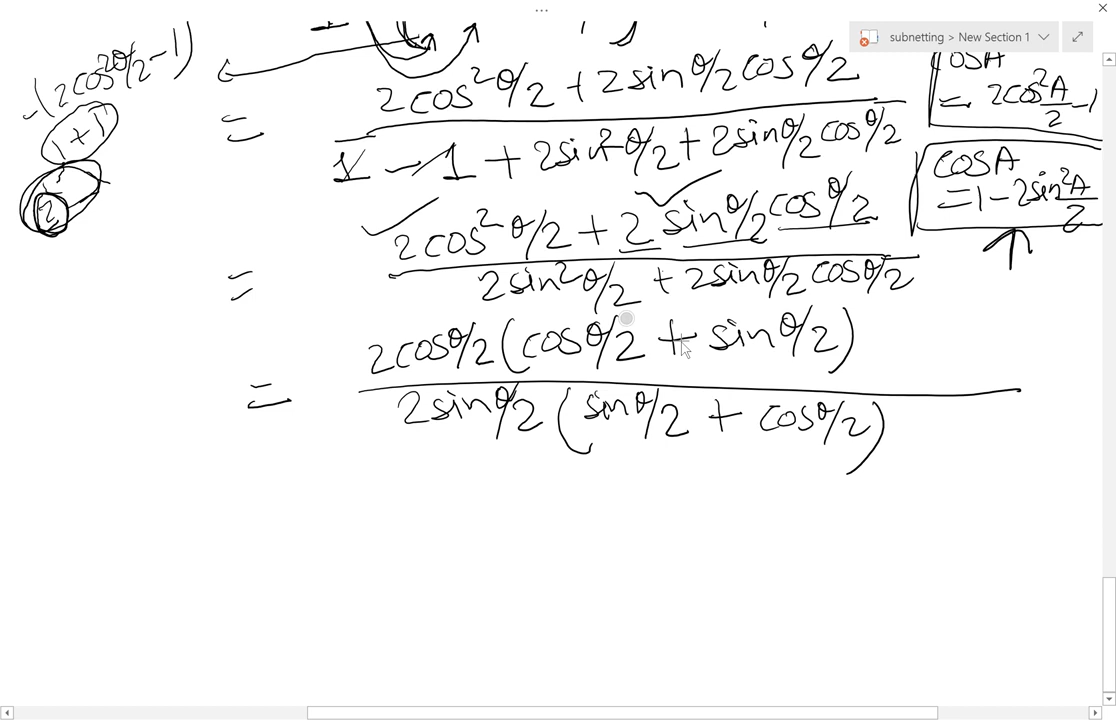 subnetting > New Section 1
-(2cos²θ/2-1)
1+1
2
= 2cos²θ/2 + 2sinθ/2 cosθ/2
1 - 1 + 2sin²θ/2 + 2sinθ/2 cosθ/2
cosA
= 2cos²A/2 - 1
cosA
= 1 - 2sin²A/2
2cos²θ/2 + 2 sinθ/2 cosθ/2
= 2sin²θ/2 + 2sinθ/2 cosθ/2
2cosθ/2 (cosθ/2 + sinθ/2)
= 2sinθ/2 (sinθ/2 + cosθ/2)